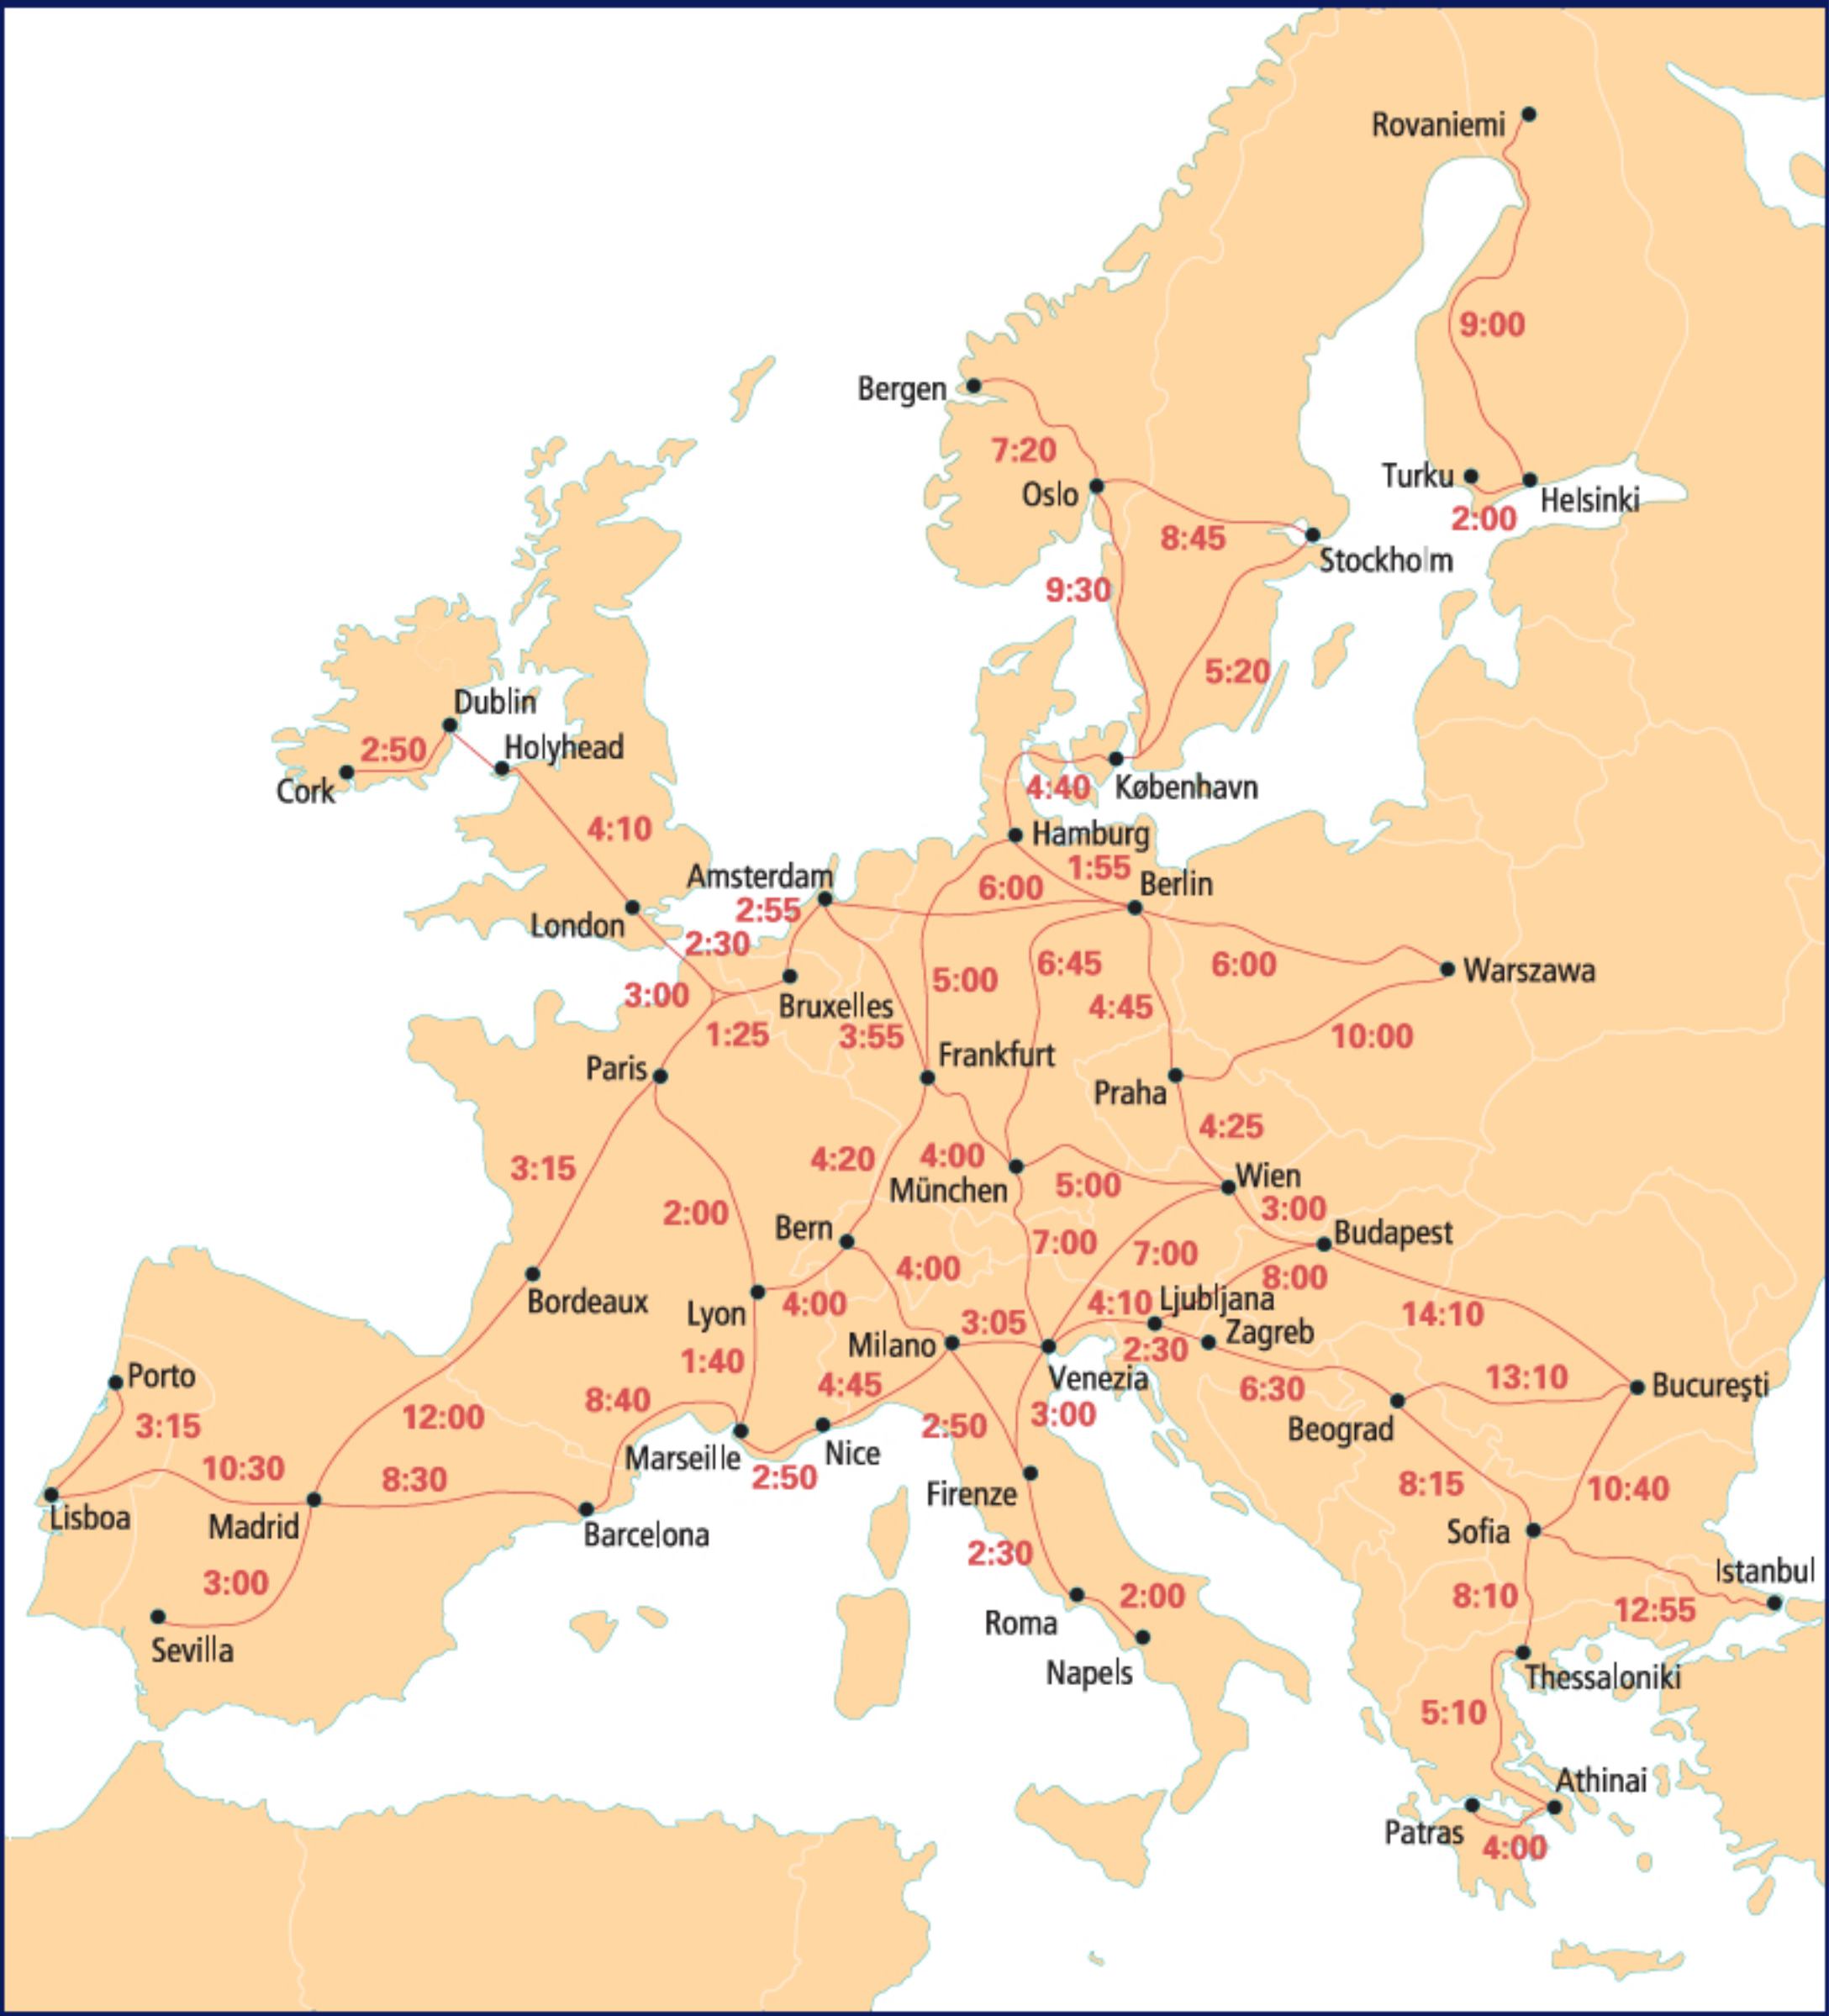 Rovaniemi
9:00
Bergen
7:20
Oslo
Turku
Helsinki
2:00
8:45
Stockholm
9:30
5:20
Dublin
2:50
Holyhead
Cork
4:40
København
4:10
Hamburg
1:55
Amsterdam
6:00
Berlin
2:55
London
2:30
6:45
6:00
Warszawa
5:00
3:00
Bruxelles
4:45
1:25
3:55
10:00
Frankfurt
Paris
Praha
4:25
3:15
4:20
4:00
München
5:00
Wien
2:00
3:00
Bern
Budapest
7:00
7:00
4:00
8:00
Bordeaux
4:00
4:10
Ljubljana
Lyon
14:10
3:05
Zagreb
Milano
2:30
1:40
Venezia
Porto
4:45
6:30
13:10
București
8:40
3:15
12:00
2:50
3:00
Beograd
Marseille
Nice
10:30
8:30
2:50
8:15
10:40
Firenze
Lisboa
Madrid
Barcelona
Sofia
2:30
Istanbul
3:00
2:00
8:10
12:55
Roma
Sevilla
Napels
Thessaloniki
5:10
Athinai
Patras
4:00